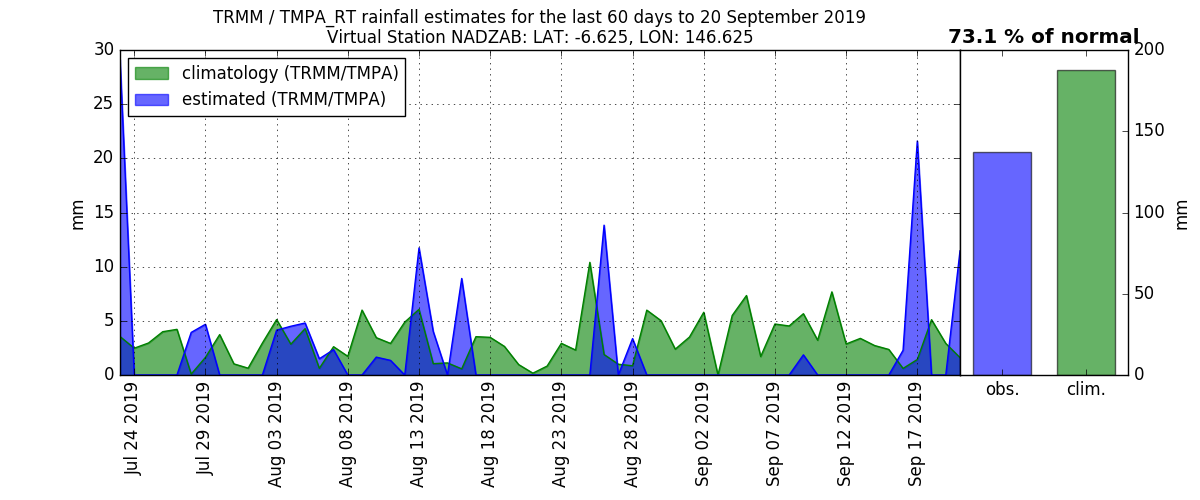 TRMM / TMPA_RT rainfall estimates for the last 60 days to 20 September 2019
Virtual Station NADZAB: LAT: -6.625, LON: 146.625
73.1 % of normal
climatology (TRMM/TMPA)
estimated (TRMM/TMPA)
30
25
20
15
10
5
0
mm
200
150
100
50
0
mm
Jul 24 2019
Jul 29 2019
Aug 03 2019
Aug 08 2019
Aug 13 2019
Aug 18 2019
Aug 23 2019
Aug 28 2019
Sep 02 2019
Sep 07 2019
Sep 12 2019
Sep 17 2019
obs.
clim.